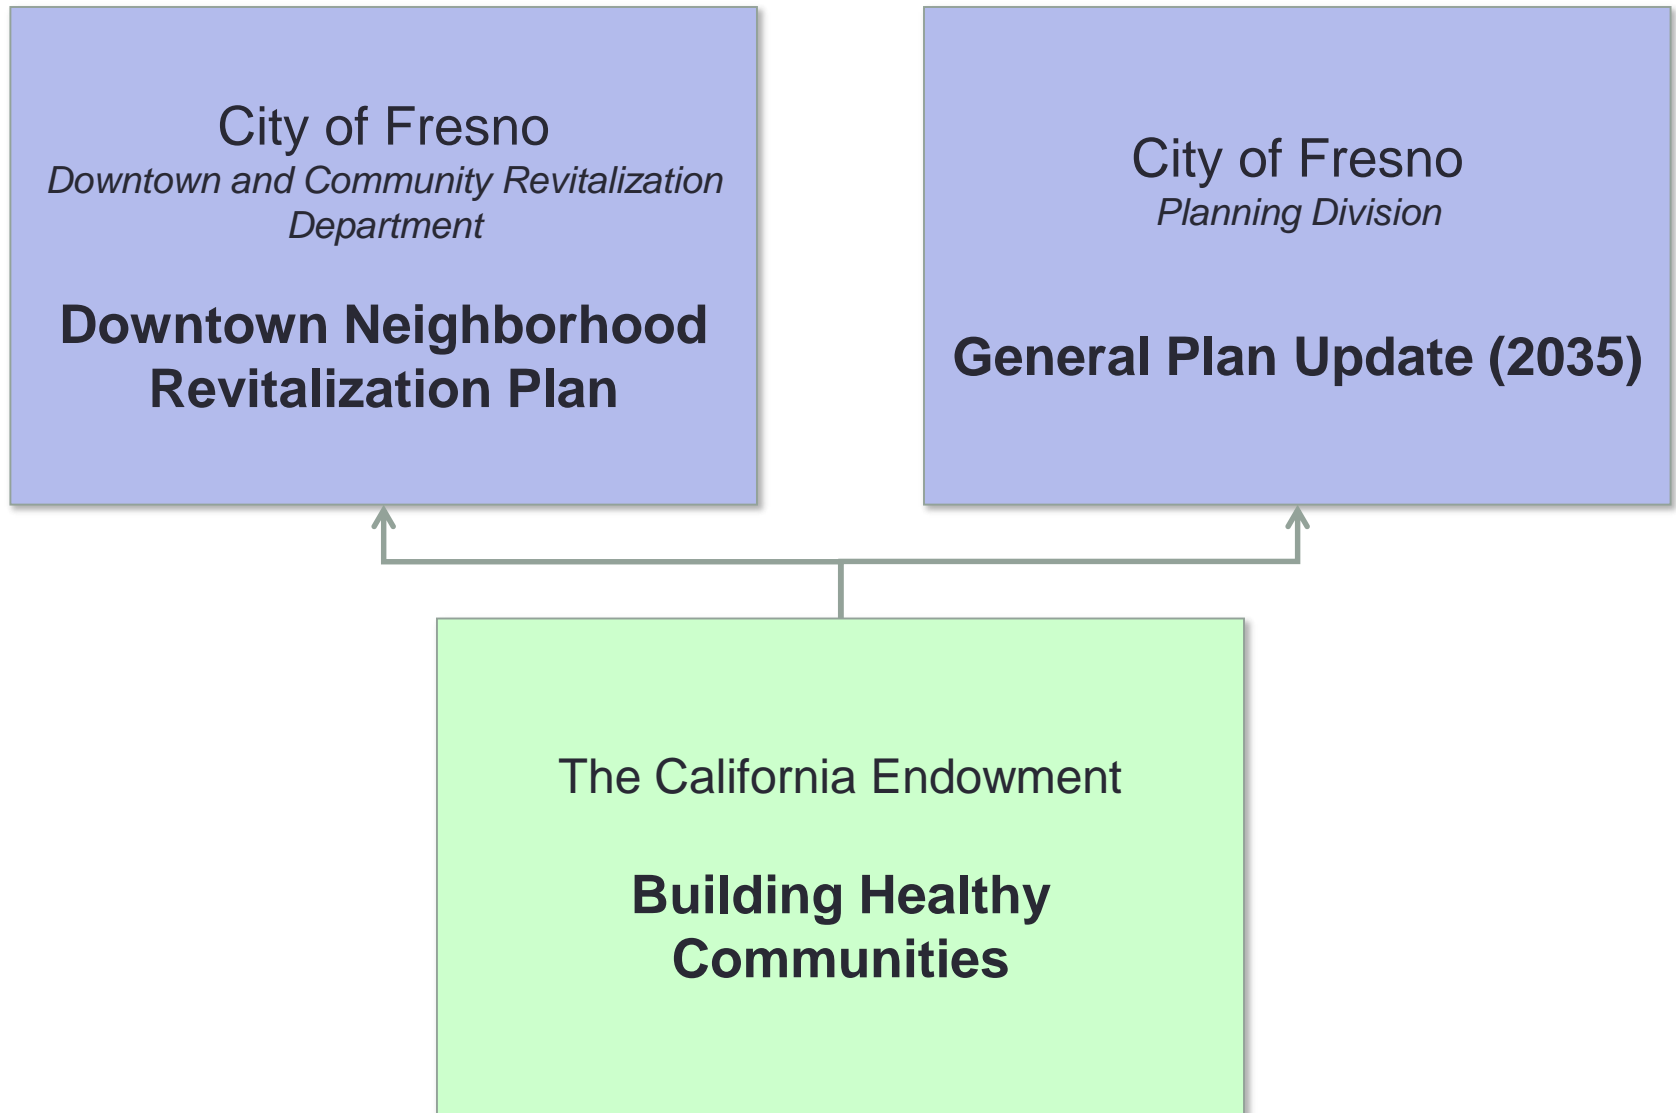 City of Fresno
Downtown and Community Revitalization
Department
Downtown Neighborhood
Revitalization Plan
City of Fresno
Planning Division
General Plan Update (2035)
The California Endowment
Building Healthy
Communities